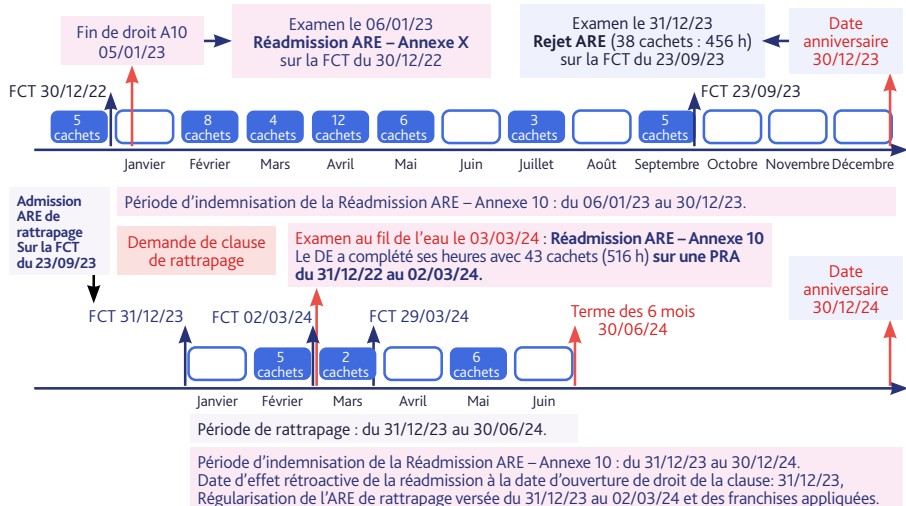 Fin de droit A10
05/01/23
Examen le 06/01/23
Réadmission ARE – Annexe X
sur la FCT du 30/12/22
Examen le 31/12/23
Rejet ARE (38 cachets : 456 h)
sur la FCT du 23/09/23
Date
anniversaire
30/12/23
FCT 30/12/22
FCT 23/09/23
5
cachets
8
cachets
4
cachets
12
cachets
6
cachets
3
cachets
5
cachets
Janvier Février Mars Avril Mai Juin Juillet Août Septembre Octobre Novembre Décembre
Admission
ARE de
rattrapage
Sur la FCT
du 23/09/23
Période d'indemnisation de la Réadmission ARE – Annexe 10 : du 06/01/23 au 30/12/23.
Demande de clause
de rattrapage
Examen au fil de l'eau le 03/03/24 : Réadmission ARE – Annexe 10
Le DE a complété ses heures avec 43 cachets (516 h) sur une PRA
du 31/12/22 au 02/03/24.
Date
anniversaire
30/12/24
FCT 31/12/23
FCT 02/03/24
FCT 29/03/24
Terme des 6 mois
30/06/24
5
cachets
2
cachets
6
cachets
Janvier Février Mars Avril Mai Juin
Période de rattrapage : du 31/12/23 au 30/06/24.
Période d'indemnisation de la Réadmission ARE – Annexe 10 : du 31/12/23 au 30/12/24.
Date d'effet rétroactive de la réadmission à la date d'ouverture de droit de la clause: 31/12/23,
Régularisation de l'ARE de rattrapage versée du 31/12/23 au 02/03/24 et des franchises appliquées.